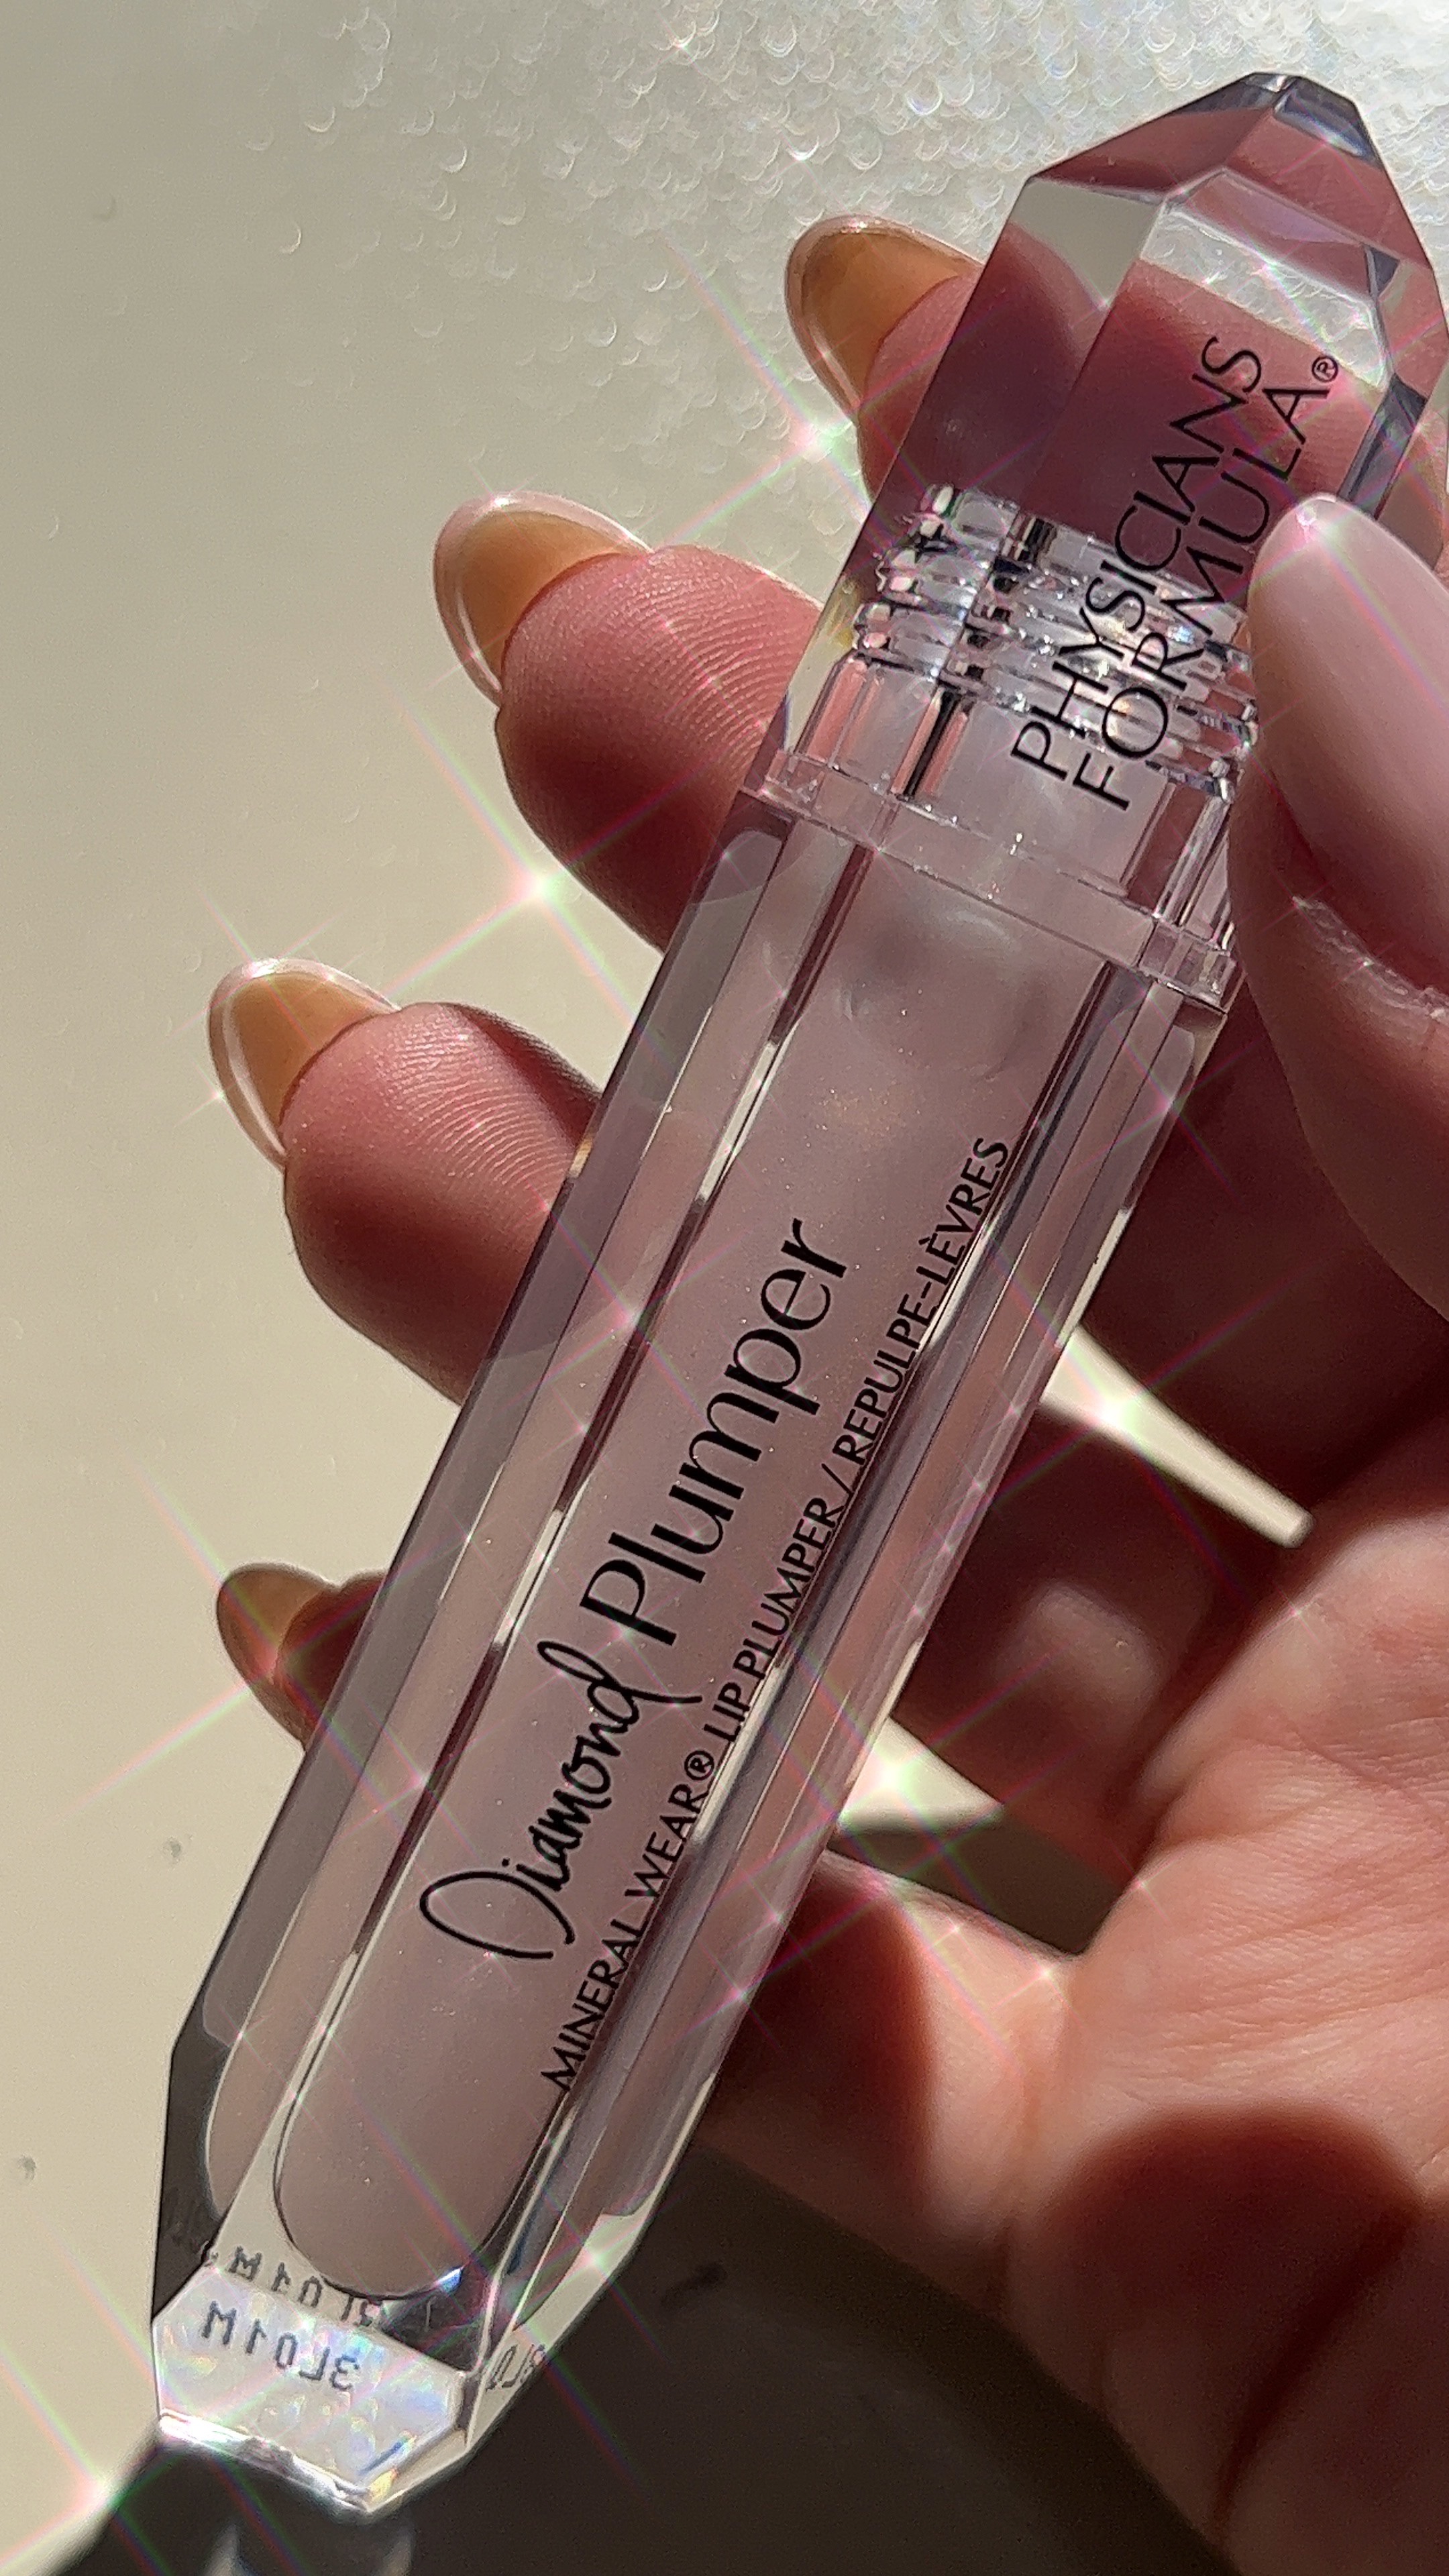 PHYSICIANS
FORMULA®
Diamond Plumper
MINERAL WEAR® LIP PLUMPER / REPULPE-LÈVRES
3L01M